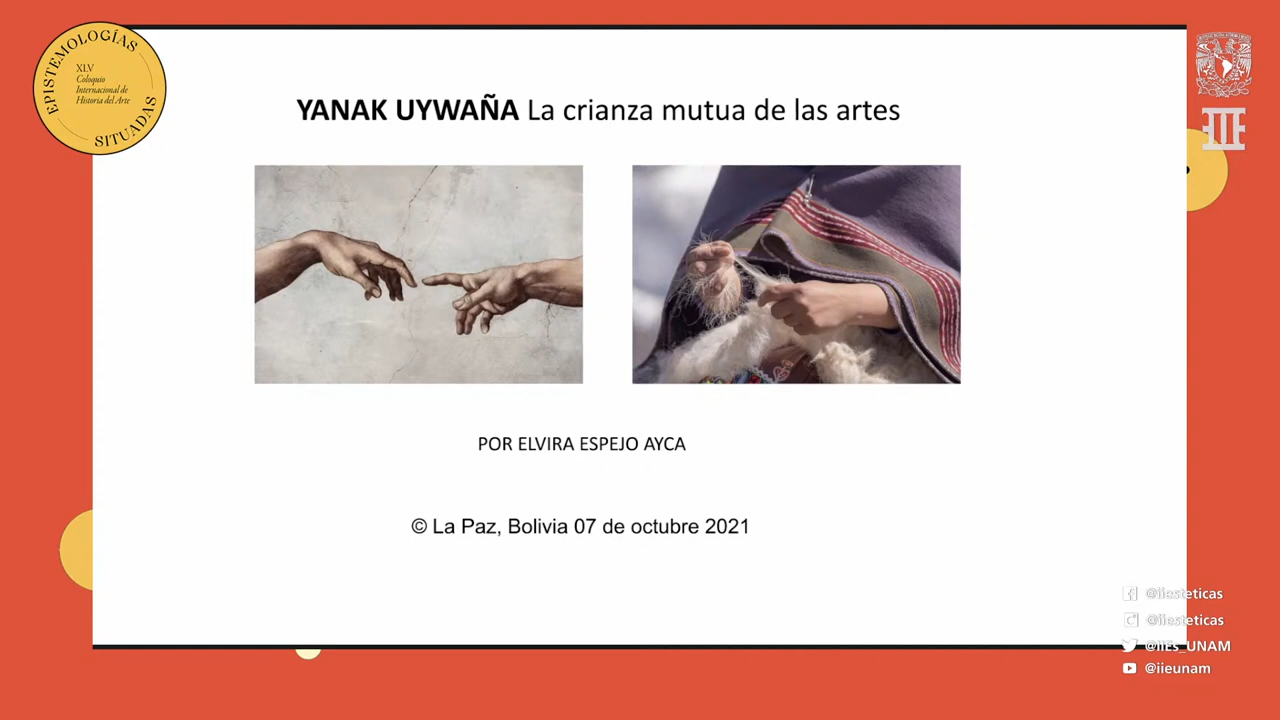 EPISTEMOLOGÍAS
XLV
Coloquio
Internacional de
Historia del Arte
SITUADAS
YANAK UYWAÑA La crianza mutua de las artes
POR ELVIRA ESPEJO AYCA
© La Paz, Bolivia 07 de octubre 2021
@iiesteticas
@iiesteticas
@IIEs_UNAM
@iieunam